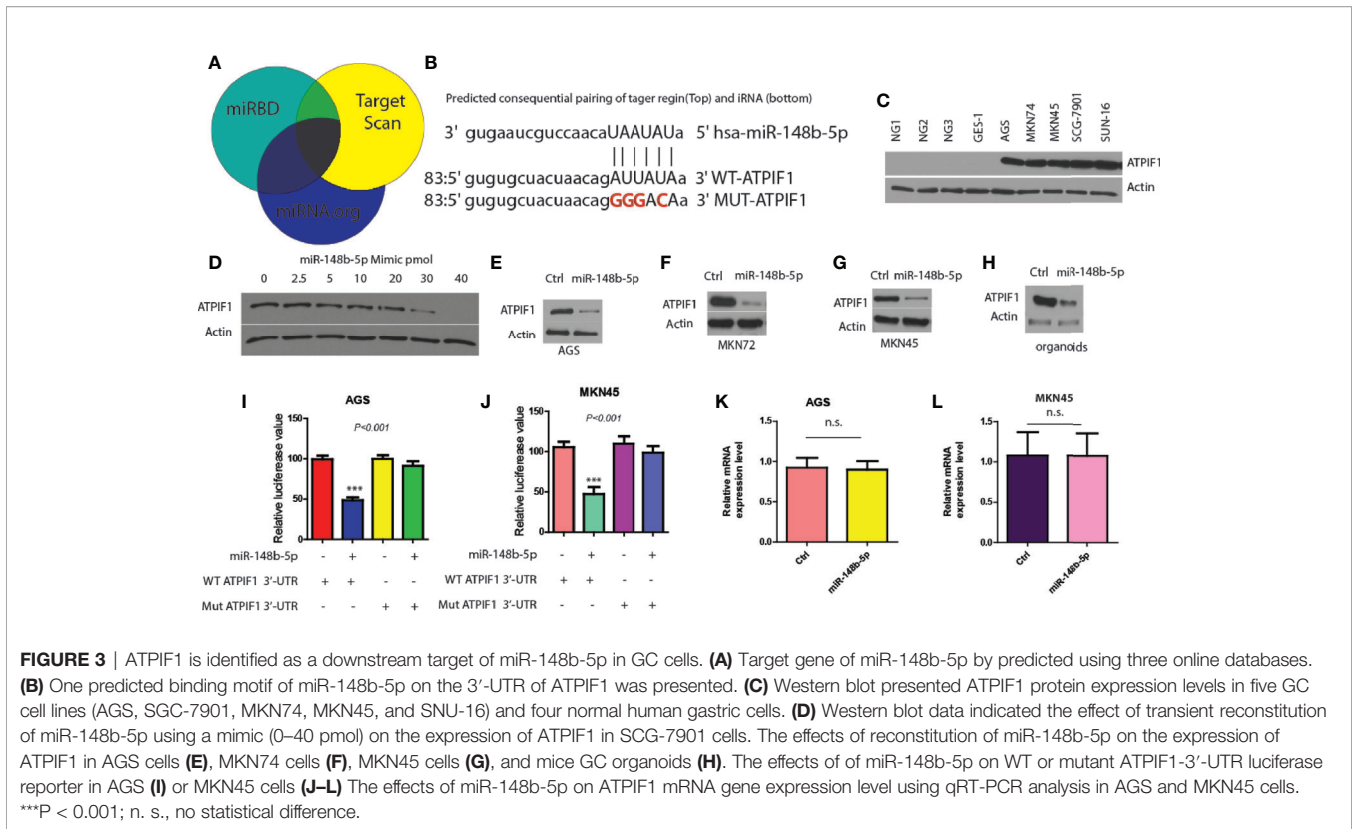 A
miRBD
Target
Scan
miRNA.org
B
Predicted consequential pairing of tager regin(Top) and iRNA (bottom)
3' gugaaucguccaacaUAAUAUa 5' hsa-miR-148b-5p
83:5' gugugcuacuaacagAUUAUAa 3' WT-ATPIF1
83:5' gugugcuacuaacagGGGACAa 3' MUT-ATPIF1
C
NG1
NG2
NG3
GES-1
AGS
MKN74
MKN45
SCG-7901
SUN-16
ATPIF1
Actin
D
miR-148b-5p Mimic pmol
0 2.5 5 10 20 30 40
ATPIF1
Actin
E
Ctrl miR-148b-5p
ATPIF1
Actin
AGS
F
Ctrl miR-148b-5p
ATPIF1
Actin
MKN72
G
Ctrl miR-148b-5p
ATPIF1
Actin
MKN45
H
Ctrl miR-148b-5p
ATPIF1
Actin
organoids
I
AGS
P<0.001
Relative luciferease value
150
100
50
0
***
miR-148b-5p - + - +
WT ATPIF1 3'-UTR + + - -
Mut ATPIF1 3'-UTR - - + +
J
MKN45
P<0.001
Relative luciferease value
150
100
50
0
***
miR-148b-5p - + - +
WT ATPIF1 3'-UTR + + - -
Mut ATPIF1 3'-UTR - - + +
K
AGS
n.s.
Relative mRNA
expression level
1.5
1.0
0.5
0.0
Ctrl
miR-148b-5p
L
MKN45
n.s.
Relative mRNA
expression level
1.5
1.0
0.5
0.0
Ctrl
miR-148b-5p
FIGURE 3 | ATPIF1 is identified as a downstream target of miR-148b-5p in GC cells. (A) Target gene of miR-148b-5p by predicted using three online databases.
(B) One predicted binding motif of miR-148b-5p on the 3′-UTR of ATPIF1 was presented. (C) Western blot presented ATPIF1 protein expression levels in five GC
cell lines (AGS, SGC-7901, MKN74, MKN45, and SNU-16) and four normal human gastric cells. (D) Western blot data indicated the effect of transient reconstitution
of miR-148b-5p using a mimic (0–40 pmol) on the expression of ATPIF1 in SCG-7901 cells. The effects of reconstitution of miR-148b-5p on the expression of
ATPIF1 in AGS cells (E), MKN74 cells (F), MKN45 cells (G), and mice GC organoids (H). The effects of of miR-148b-5p on WT or mutant ATPIF1-3′-UTR luciferase
reporter in AGS (I) or MKN45 cells (J–L) The effects of miR-148b-5p on ATPIF1 mRNA gene expression level using qRT-PCR analysis in AGS and MKN45 cells.
***P < 0.001; n. s., no statistical difference.